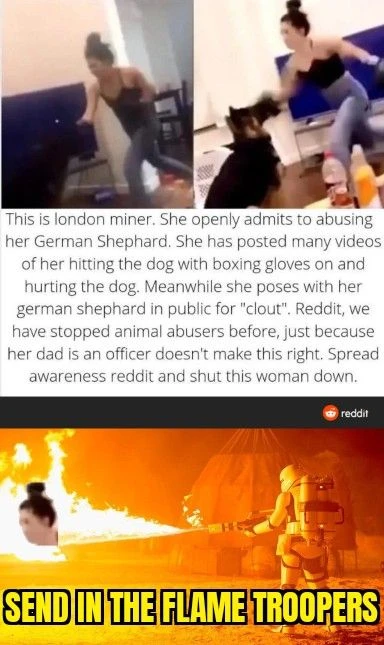 This is london miner. She openly admits to abusing
her German Shephard. She has posted many videos
of her hitting the dog with boxing gloves on and
hurting the dog. Meanwhile she poses with her
german shephard in public for "clout". Reddit, we
have stopped animal abusers before, just because
her dad is an officer doesn't make this right. Spread
awareness reddit and shut this woman down.
reddit
SEND IN THE FLAME TROOPERS